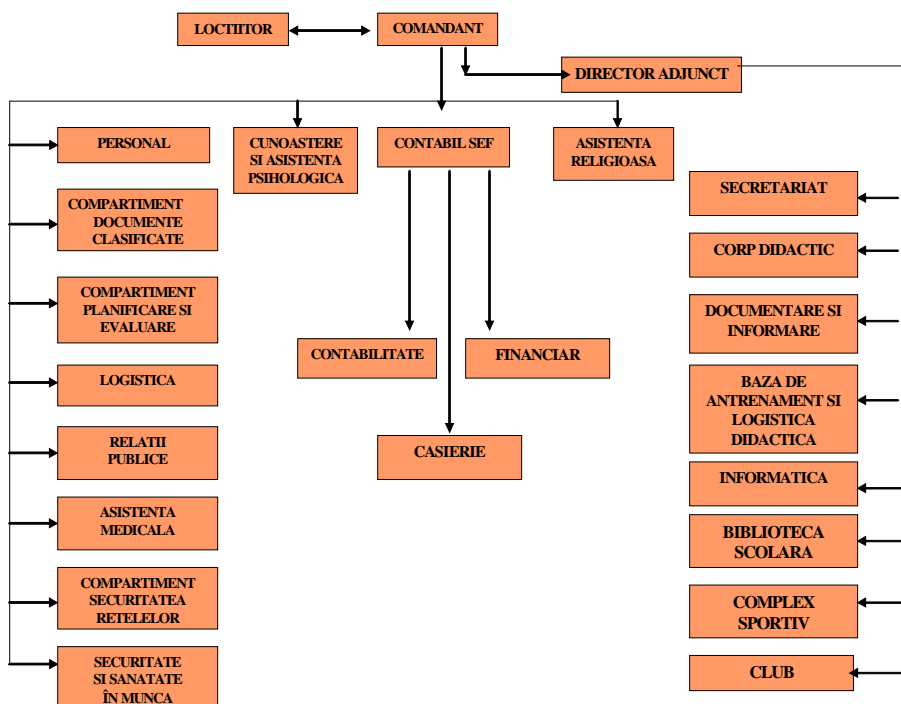 LOCTIITOR
COMANDANT
DIRECTOR ADJUNCT
PERSONAL
CUNOASTERE
SI ASISTENTA
PSIHOLOGICA
CONTABIL SEF
ASISTENTA
RELIGIOASA
COMPARTIMENT
DOCUMENTE
CLASIFICATE
COMPARTIMENT
PLANIFICARE SI
EVALUARE
LOGISTICA
RELATII
PUBLICE
ASISTENTA
MEDICALA
COMPARTIMENT
SECURITATEA
RETELELOR
SECURITATE
SI SANATATE
ÎN MUNCA
CONTABILITATE
FINANCIAR
CASIERIE
SECRETARIAT
CORP DIDACTIC
DOCUMENTARE SI
INFORMARE
BAZA DE
ANTRENAMENT SI
LOGISTICA
DIDACTICA
INFORMATICA
BIBLIOTECA
SCOLARA
COMPLEX
SPORTIV
CLUB